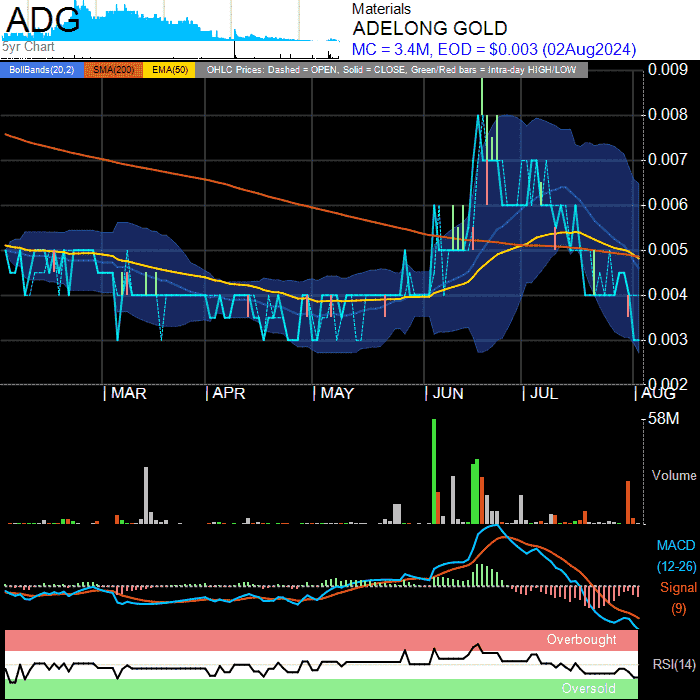 ADG
5yr Chart
Materials
ADELONG GOLD
MC = 3.4M, EOD = $0.003 (02Aug2024)
BollBands(20,2) SMA(200) EMA(50) OHLC Prices: Dashed = OPEN, Solid = CLOSE, Green/Red bars = Intra-day HIGH/LOW
0.009
0.008
0.007
0.006
0.005
0.004
0.003
0.002
MAR APR MAY JUN JUL AUG
58M
Volume
MACD
(12-26)
Signal
(9)
Overbought
RSI(14)
Oversold